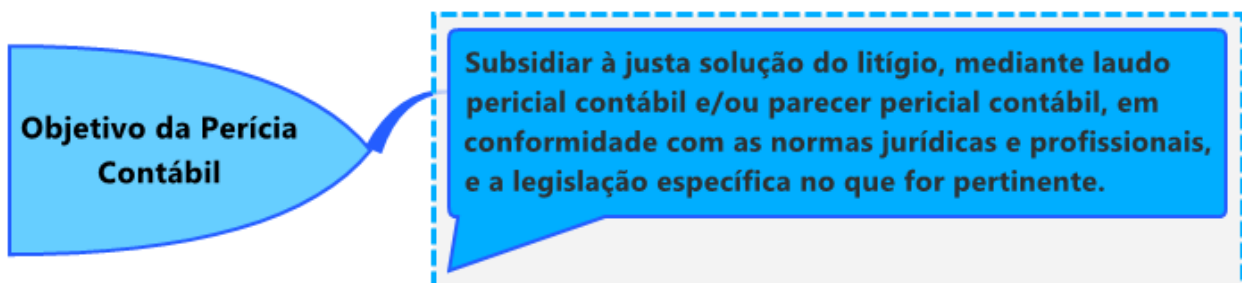 Objetivo da Perícia
Contábil
Subsidiar à justa solução do litígio, mediante laudo
pericial contábil e/ou parecer pericial contábil, em
conformidade com as normas jurídicas e profissionais,
e a legislação específica no que for pertinente.